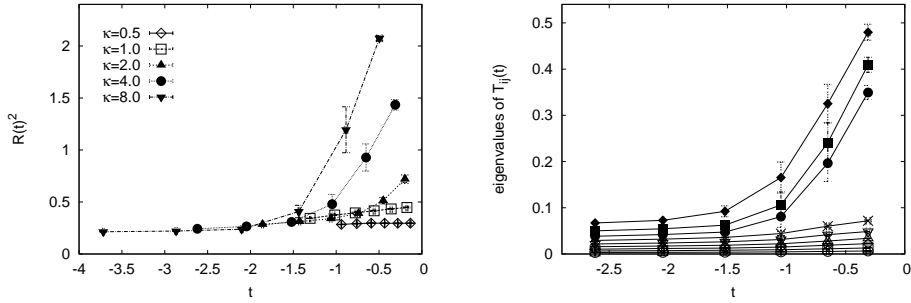 2
1.5
1
0.5
0
-4
-3.5
-3
-2.5
-2
-1.5
-1
-0.5
0
R(t)²
t
κ=0.5
κ=1.0
κ=2.0
κ=4.0
κ=8.0
0.5
0.4
0.3
0.2
0.1
0
-2.5
-2
-1.5
-1
-0.5
0
eigenvalues of Tij(t)
t